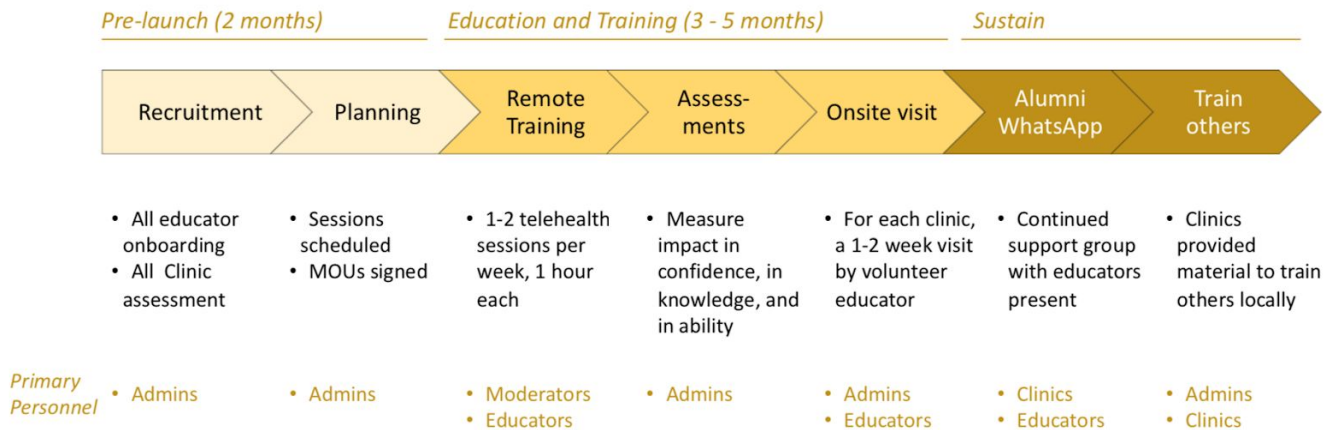 Pre-launch (2 months)
Education and Training (3 - 5 months)
Sustain
Recruitment
Planning
Remote
Training
Assess-
ments
Onsite visit
Alumni
WhatsApp
Train
others
• All educator
onboarding
• All Clinic
assessment
• Sessions
scheduled
• MOUs signed
• 1-2 telehealth
sessions per
week, 1 hour
each
• Measure
impact in
confidence, in
knowledge, and
in ability
• For each clinic,
a 1-2 week visit
by volunteer
educator
• Continued
support group
with educators
present
• Clinics
provided
material to train
others locally
Primary
Personnel
• Admins
• Admins
• Moderators
• Educators
• Admins
• Admins
• Educators
• Clinics
• Educators
• Admins
• Clinics